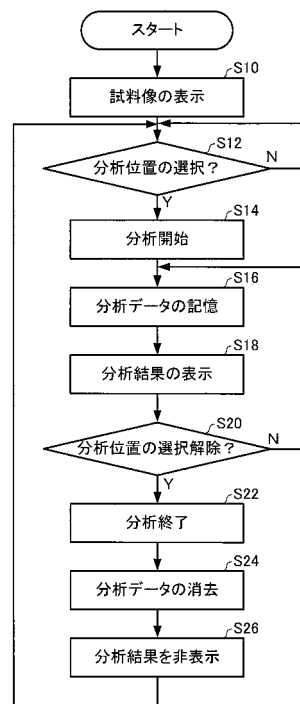 スタート
S10
試料像の表示
S12
分析位置の選択？
N
Y
S14
分析開始
S16
分析データの記憶
S18
分析結果の表示
S20
分析位置の選択解除？
N
Y
S22
分析終了
S24
分析データの消去
S26
分析結果を非表示